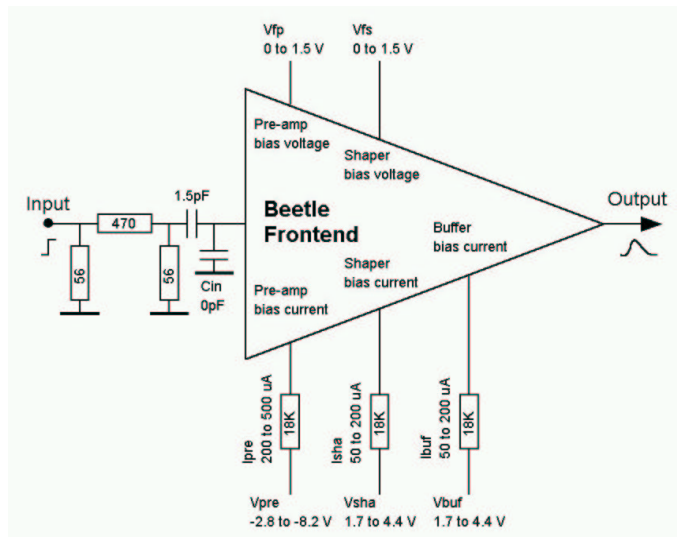 Vfp
0 to 1.5 V
Vfs
0 to 1.5 V
Pre-amp
bias voltage
Shaper
bias voltage
Input
1.5pF
470
56
56
Cin
0pF
Beetle
Frontend
Output
Buffer
bias current
Shaper
bias current
Pre-amp
bias current
Ipre
200 to 500 uA
18K
Isha
50 to 200 uA
18K
Ibuf
50 to 200 uA
18K
Vpre
-2.8 to -8.2 V
Vsha
1.7 to 4.4 V
Vbuf
1.7 to 4.4 V